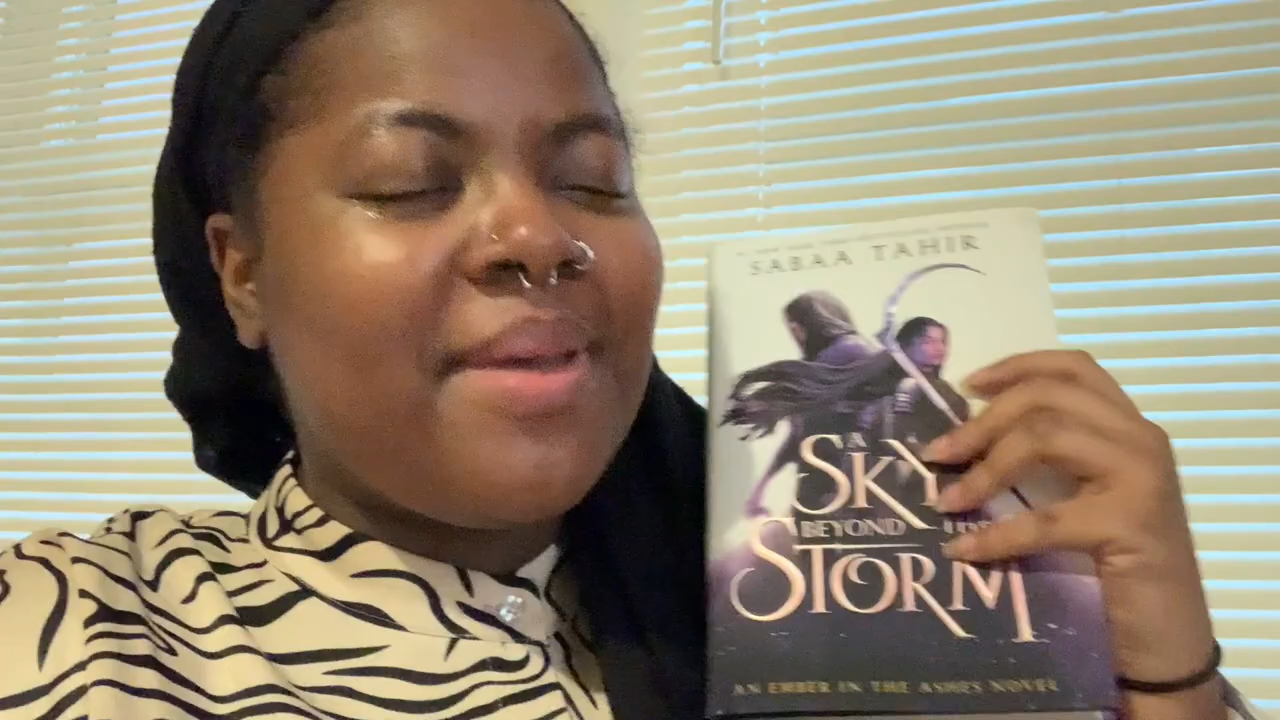 SABAA TAHIR
A
SKY
BEYOND THE
STORM
AN EMBER IN THE ASHES NOVEL